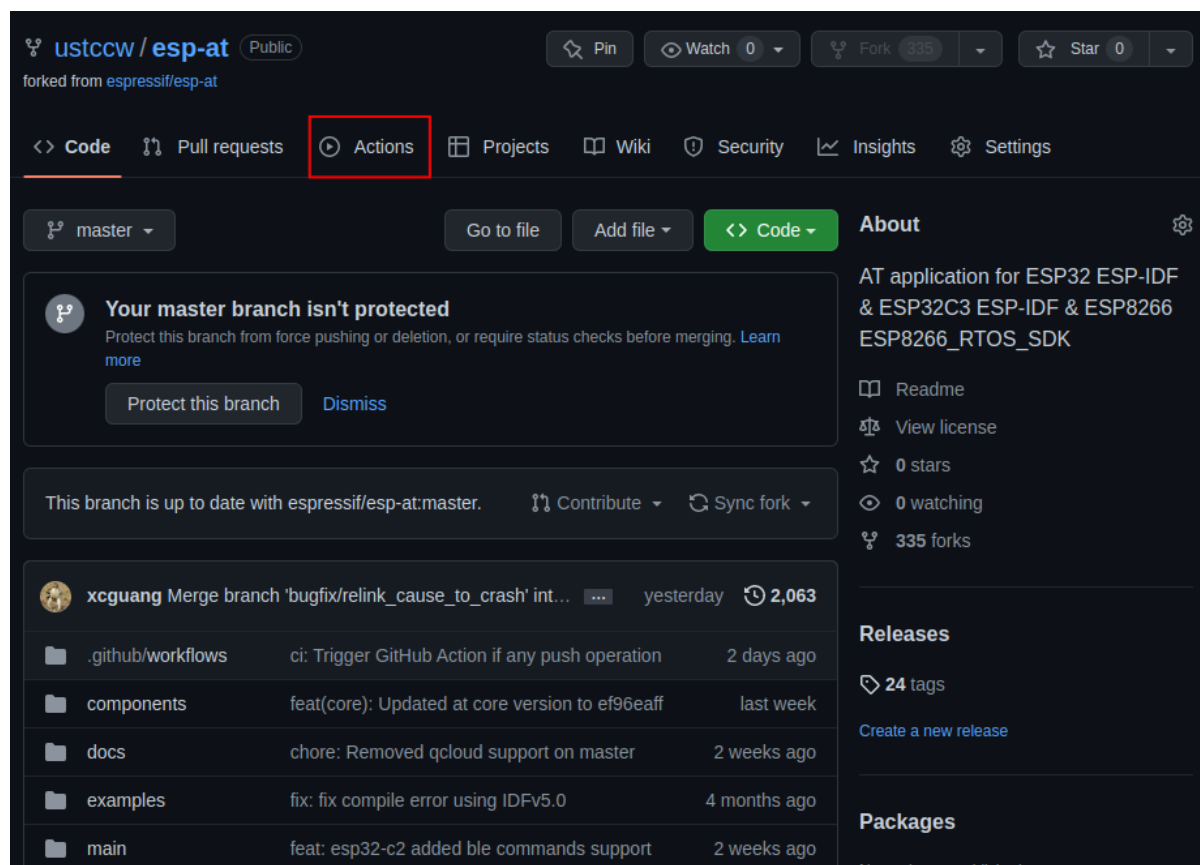 ustccw / esp-at Public
Pin
Watch 0
Fork 335
Star 0
forked from espressif/esp-at
Code
Pull requests
Actions
Projects
Wiki
Security
Insights
Settings
master
Go to file
Add file
Code
Your master branch isn't protected
Protect this branch from force pushing or deletion, or require status checks before merging. Learn
more
Protect this branch
Dismiss
This branch is up to date with espressif/esp-at:master.
Contribute
Sync fork
xcguang Merge branch 'bugfix/relink_cause_to_crash' int... ... yesterday 2,063
.github/workflows ci: Trigger GitHub Action if any push operation 2 days ago
components feat(core): Updated at core version to ef96eaff last week
docs chore: Removed qcloud support on master 2 weeks ago
examples fix: fix compile error using IDFv5.0 4 months ago
main feat: esp32-c2 added ble commands support 2 weeks ago
About
AT application for ESP32 ESP-IDF
& ESP32C3 ESP-IDF & ESP8266
ESP8266_RTOS_SDK
Readme
View license
0 stars
0 watching
335 forks
Releases
24 tags
Create a new release
Packages